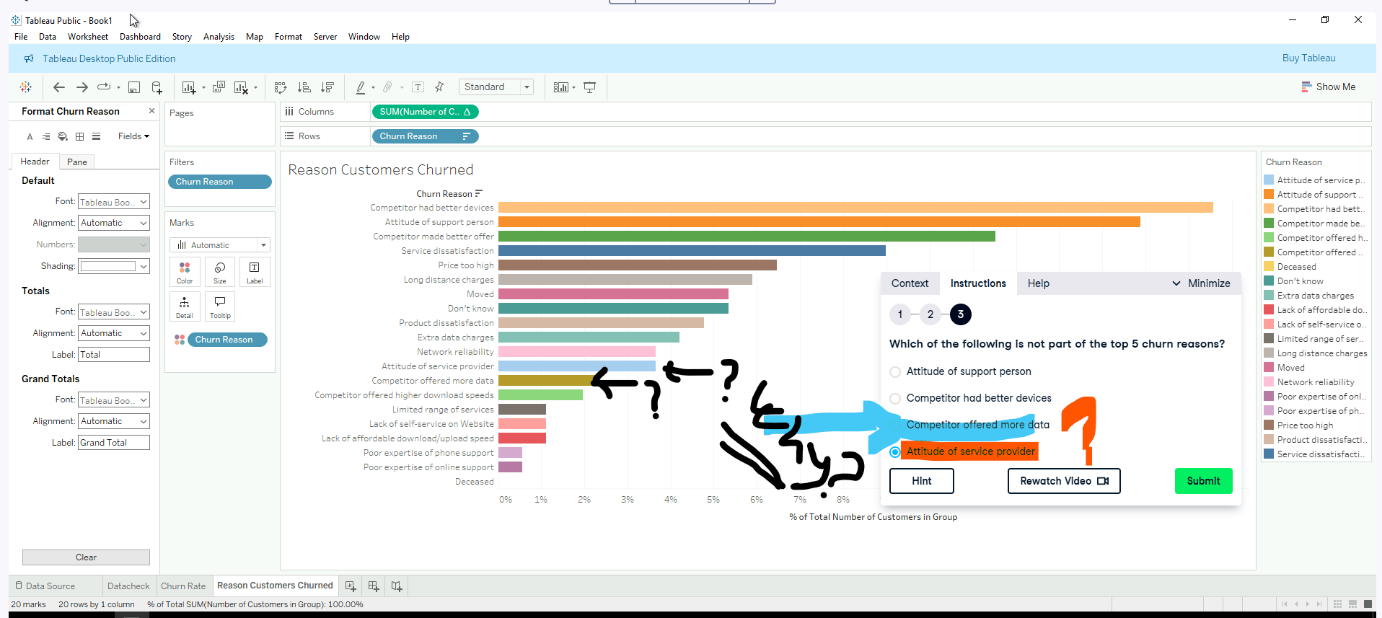 Tableau Public - Book1
File Data Worksheet Dashboard Story Analysis Map Format Server Window Help
Tableau Desktop Public Edition
Buy Tableau
Standard
Show Me
Format Churn Reason
Fields
Header Pane
Default
Font: Tableau Boo..
Alignment: Automatic
Numbers:
Shading:
Totals
Font: Tableau Boo..
Alignment: Automatic
Label: Total
Grand Totals
Font: Tableau Boo..
Alignment: Automatic
Label: Grand Total
Clear
Pages
Filters
Churn Reason
Marks
Automatic
Color Size Label
Detail Tooltip
Churn Reason
Columns SUM(Number of C..
Rows Churn Reason
Reason Customers Churned
Churn Reason
Competitor had better devices
Attitude of support person
Competitor made better offer
Service dissatisfaction
Price too high
Long distance charges
Moved
Don't know
Product dissatisfaction
Extra data charges
Network reliability
Attitude of service provider
Competitor offered more data
Competitor offered higher download speeds
Limited range of services
Lack of self-service on Website
Lack of affordable download/upload speed
Poor expertise of phone support
Poor expertise of online support
Deceased
0% 1% 2% 3% 4% 5% 6% 7% 8%
% of Total Number of Customers in Group
? ?
Context Instructions Help Minimize
1 2 3
Which of the following is not part of the top 5 churn reasons?
Attitude of support person
Competitor had better devices
Competitor offered more data
Attitude of service provider
?
Hint Rewatch Video Submit
Churn Reason
Attitude of service p..
Attitude of support ..
Competitor had bett..
Competitor made be..
Competitor offered h..
Competitor offered ..
Deceased
Don't know
Extra data charges
Lack of affordable do..
Lack of self-service o..
Limited range of ser..
Long distance charges
Moved
Network reliability
Poor expertise of onl..
Poor expertise of ph..
Price too high
Product dissatisfacti..
Service dissatisfacti..
Data Source Datacheck Churn Rate Reason Customers Churned
20 marks 20 rows by 1 column % of Total SUM(Number of Customers in Group): 100.00%